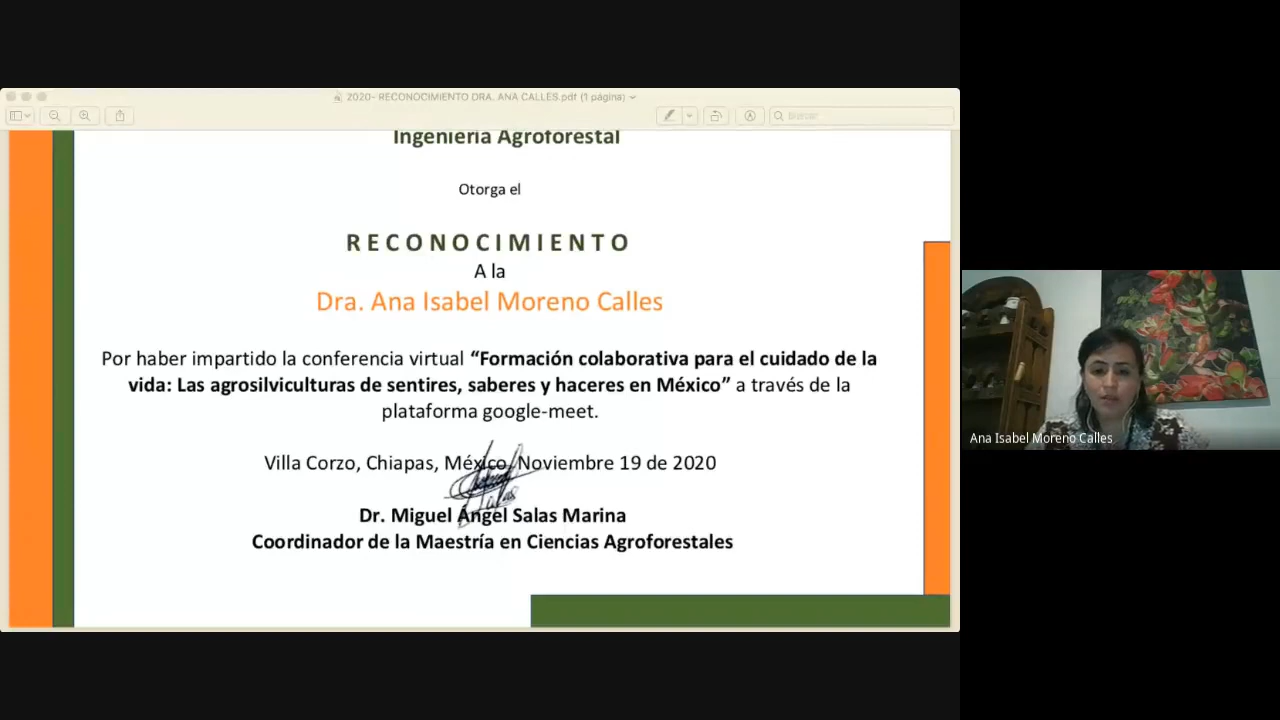 2020- RECONOCIMIENTO DRA. ANA CALLES.pdf (1 página)
Buscar
Ingeniería Agroforestal
Otorga el
RECONOCIMIENTO
A la
Dra. Ana Isabel Moreno Calles
Por haber impartido la conferencia virtual “Formación colaborativa para el cuidado de la
vida: Las agrosilviculturas de sentires, saberes y haceres en México” a través de la
plataforma google-meet.
Villa Corzo, Chiapas, México, Noviembre 19 de 2020
Dr. Miguel Ángel Salas Marina
Coordinador de la Maestría en Ciencias Agroforestales
Ana Isabel Moreno Calles